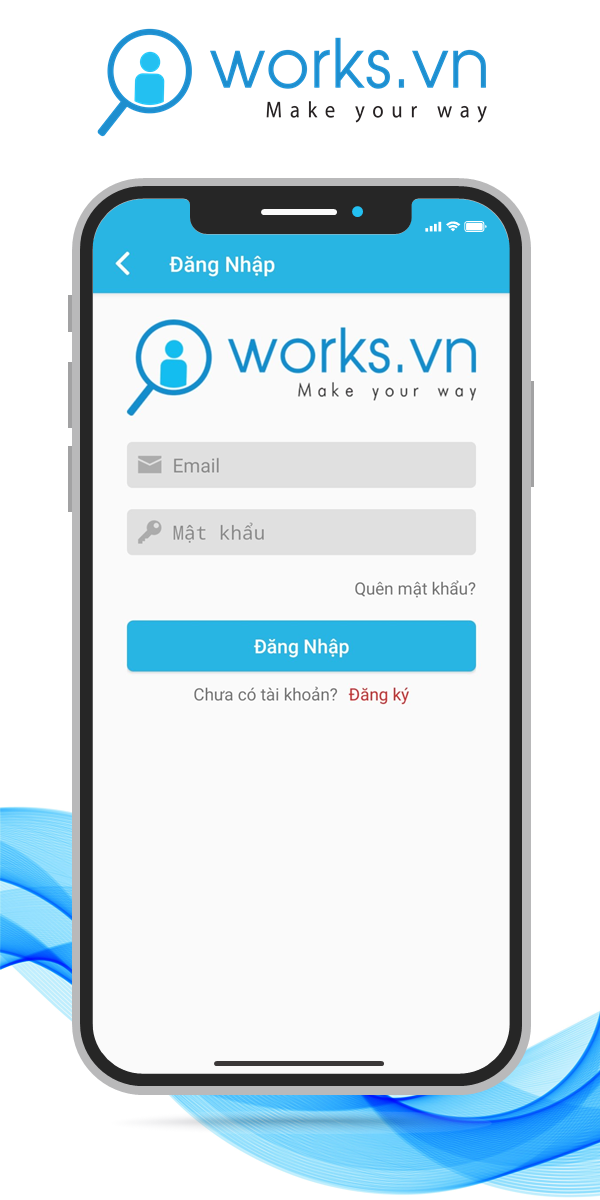 works.vn
Make your way
Đăng Nhập
works.vn
Make your way
Email
Mật khẩu
Quên mật khẩu?
Đăng Nhập
Chưa có tài khoản? Đăng ký